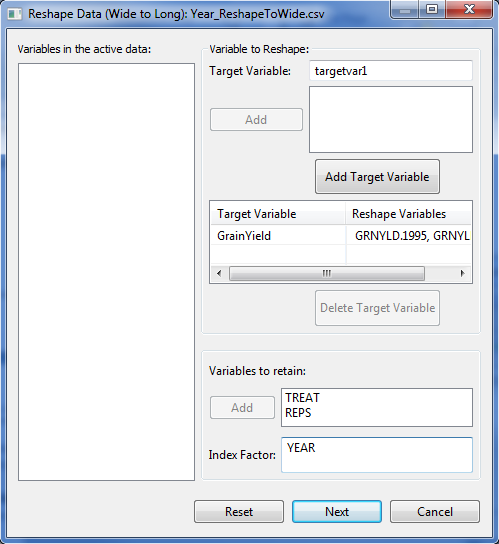 Reshape Data (Wide to Long): Year_ReshapeToWide.csv
Variables in the active data:
Variable to Reshape:
Target Variable: targetvar1
Add
Add Target Variable
Target Variable Reshape Variables
GrainYield GRNYLD.1995, GRNYL
Delete Target Variable
Variables to retain:
Add
TREAT
REPS
Index Factor: YEAR
Reset Next Cancel